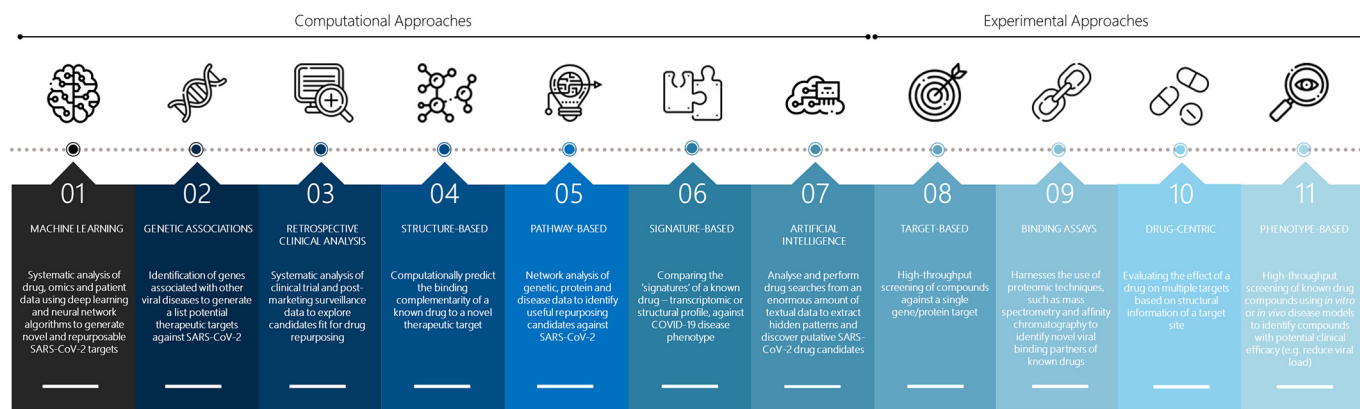 Computational Approaches
Experimental Approaches
01
MACHINE LEARNING
Systematic analysis of
drug, omics and patient
data using deep learning
and neural network
algorithms to generate
novel and repurposable
SARS-CoV-2 targets
02
GENETIC ASSOCIATIONS
Identification of genes
associated with other
viral diseases to generate
a list potential
therapeutic targets
against SARS-CoV-2
03
RETROSPECTIVE
CLINICAL ANALYSIS
Systematic analysis of
clinical trial and post-
marketing surveillance
data to explore
candidates fit for drug
repurposing
04
STRUCTURE-BASED
Computationally predict
the binding
complementarity of a
known drug to a novel
therapeutic target
05
PATHWAY-BASED
Network analysis of
genetic, protein and
disease data to identify
useful repurposing
candidates against
SARS-CoV-2
06
SIGNATURE-BASED
Comparing the
‘signatures’ of a known
drug – transcriptomic or
structural profile, against
COVID-19 disease
phenotype
07
ARTIFICIAL
INTELLIGENCE
Analyse and perform
drug searches from an
enormous amount of
textual data to extract
hidden patterns and
discover putative SARS-
CoV-2 drug candidates
08
TARGET-BASED
High-throughput
screening of compounds
against a single
gene/protein target
09
BINDING ASSAYS
Harnesses the use of
proteomic techniques,
such as mass
spectrometry and affinity
chromatography to
identify novel viral
binding partners of
known drugs
10
DRUG-CENTRIC
Evaluating the effect of a
drug on multiple targets
based on structural
information of a target
site
11
PHENOTYPE-BASED
High-throughput
screening of known drug
compounds using in vitro
or in vivo disease models
to identify compounds
with potential clinical
efficacy (e.g. reduce viral
load)